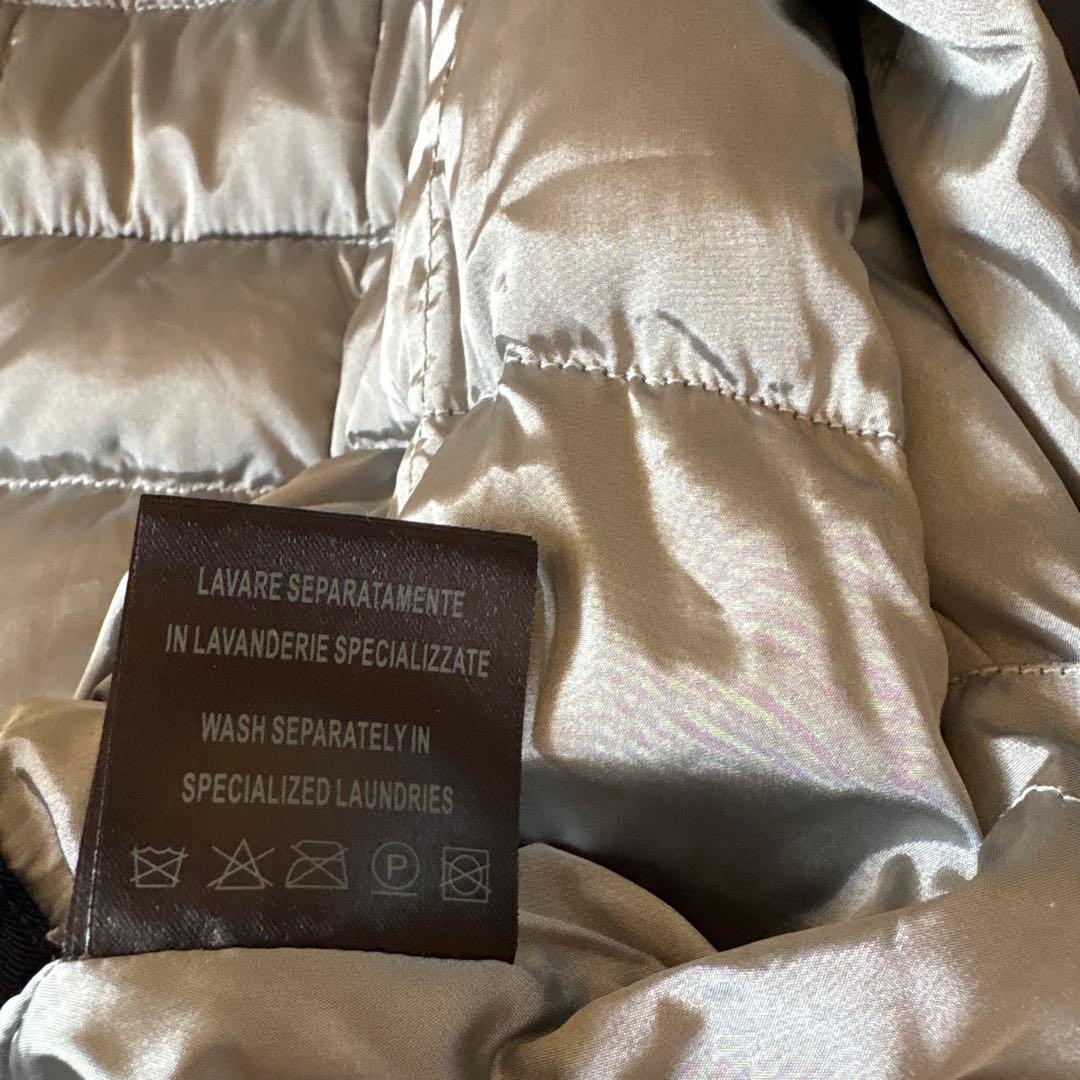 LAVARE SEPARATAMENTE
IN LAVANDERIE SPECIALIZZATE
WASH SEPARATELY IN
SPECIALIZED LAUNDRIES
P